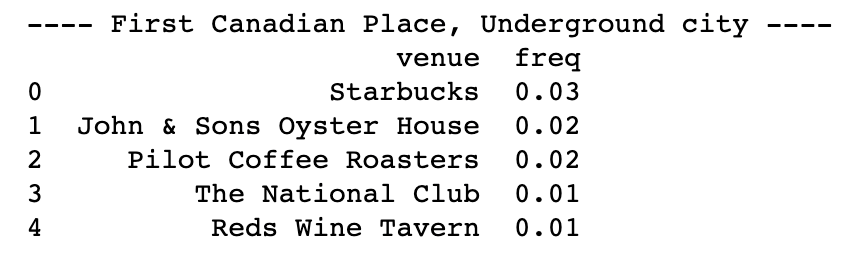 ---- First Canadian Place, Underground city ----
venue freq
0 Starbucks 0.03
1 John & Sons Oyster House 0.02
2 Pilot Coffee Roasters 0.02
3 The National Club 0.01
4 Reds Wine Tavern 0.01